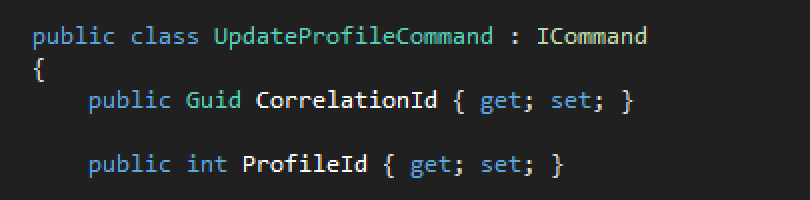 public class UpdateProfileCommand : ICommand
{
public Guid CorrelationId { get; set; }
public int ProfileId { get; set; }